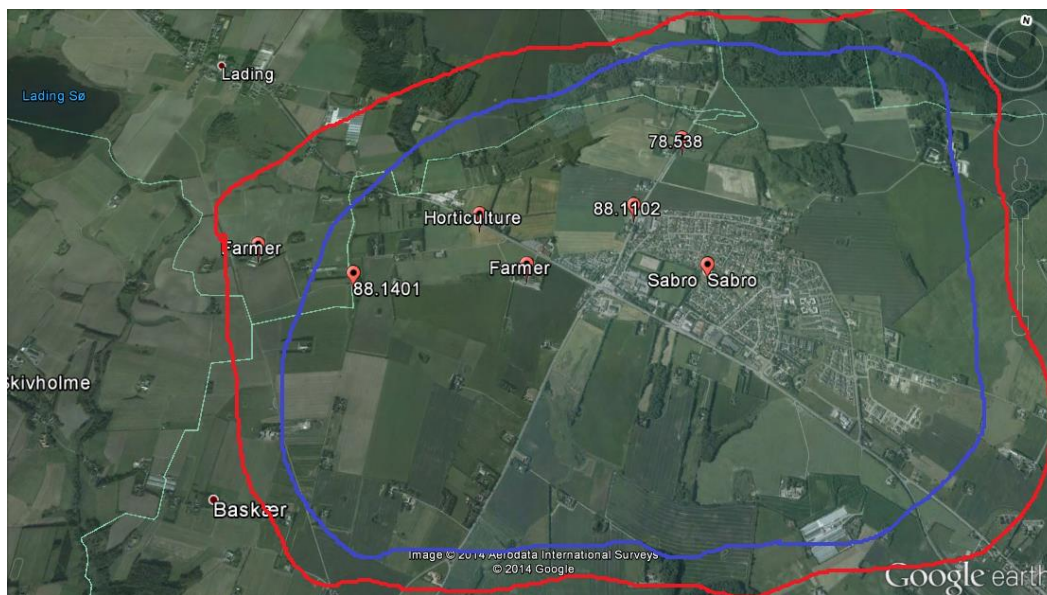 N
Lading
Lading Sø
78.538
88.1102
Horticulture
Farmer
Farmer
88.1401
Sabro Sabro
Skivholme
Baskær
Image © 2014 Aerodata International Surveys
© 2014 Google
Google earth